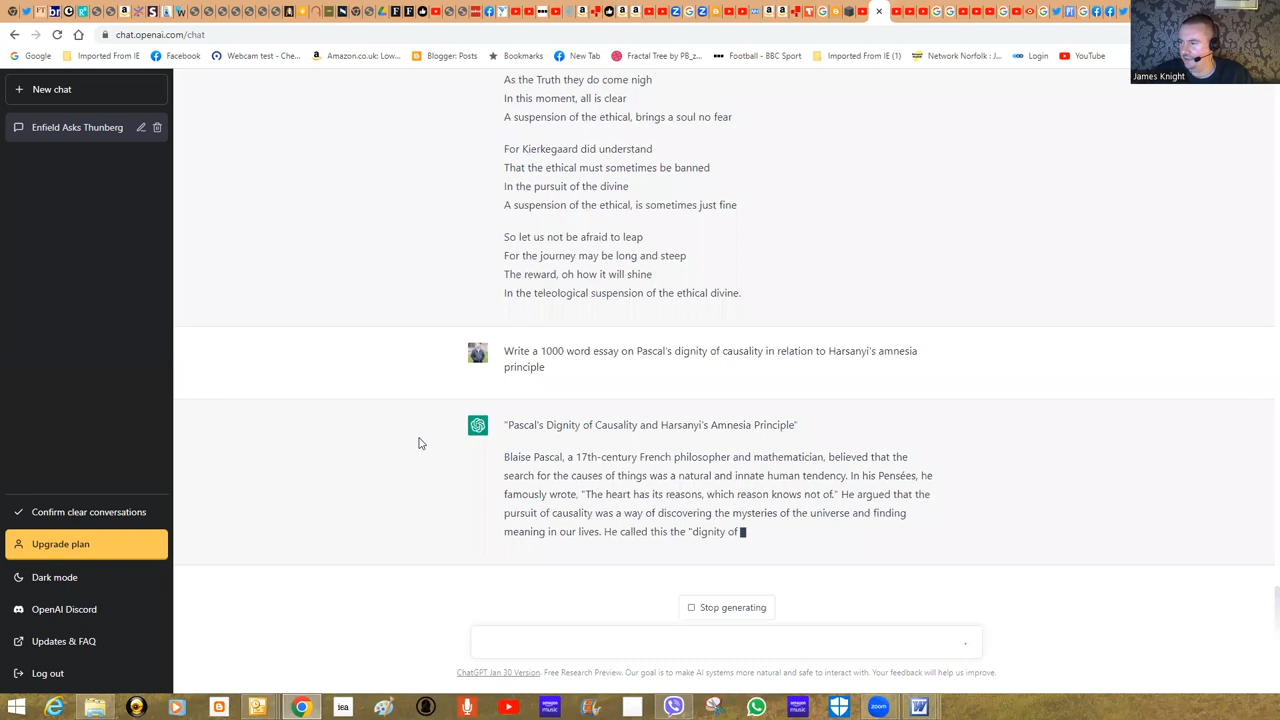 chat.openai.com/chat
Google
Imported From IE
Facebook
Webcam test - Che...
Amazon.co.uk: Low...
Blogger: Posts
Bookmarks
New Tab
Fractal Tree by PB_z...
Football - BBC Sport
Imported From IE (1)
Network Norfolk : J...
Login
YouTube
James Knight
New chat
Enfield Asks Thunberg
As the Truth they do come nigh
In this moment, all is clear
A suspension of the ethical, brings a soul no fear
For Kierkegaard did understand
That the ethical must sometimes be banned
In the pursuit of the divine
A suspension of the ethical, is sometimes just fine
So let us not be afraid to leap
For the journey may be long and steep
The reward, oh how it will shine
In the teleological suspension of the ethical divine.
Write a 1000 word essay on Pascal's dignity of causality in relation to Harsanyi's amnesia
principle
"Pascal's Dignity of Causality and Harsanyi's Amnesia Principle"
Blaise Pascal, a 17th-century French philosopher and mathematician, believed that the
search for the causes of things was a natural and innate human tendency. In his Pensées, he
famously wrote, "The heart has its reasons, which reason knows not of." He argued that the
pursuit of causality was a way of discovering the mysteries of the universe and finding
meaning in our lives. He called this the "dignity of
Confirm clear conversations
Upgrade plan
Dark mode
OpenAI Discord
Updates & FAQ
Log out
Stop generating
ChatGPT Jan 30 Version. Free Research Preview. Our goal is to make AI systems more natural and safe to interact with. Your feedback will help us improve.
iea
amazon music
amazon music
zoom